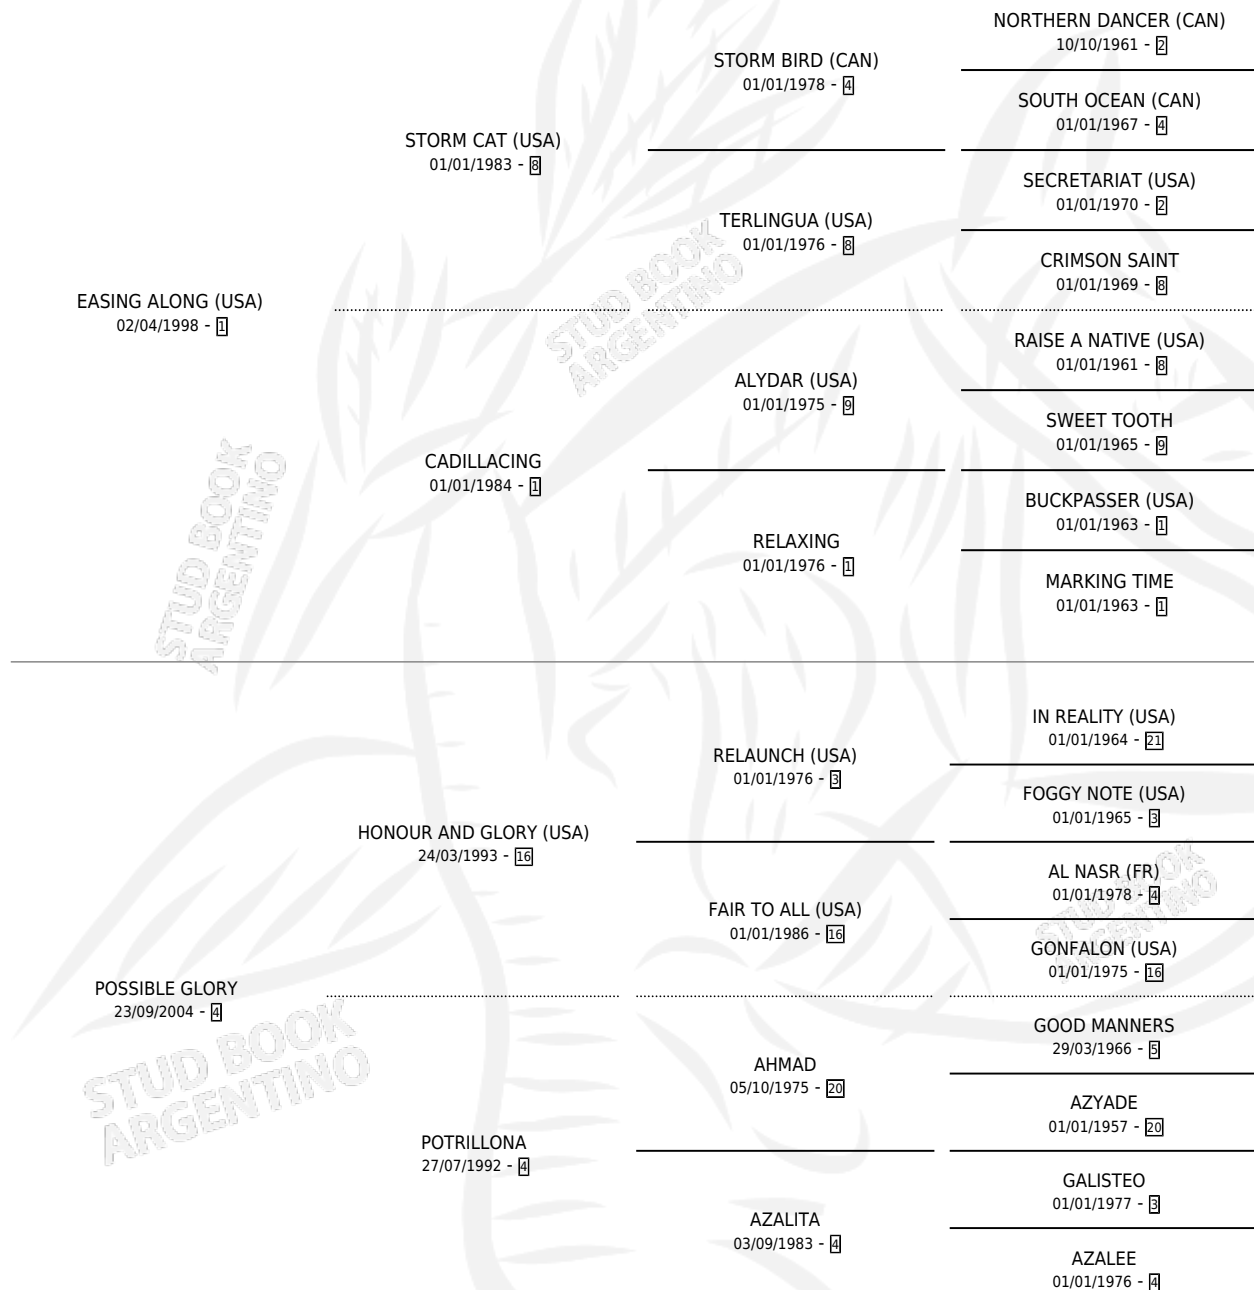 NORTHERN DANCER (CAN)
10/10/1961 - 2
STORM BIRD (CAN)
01/01/1978 - 4
SOUTH OCEAN (CAN)
01/01/1967 - 4
STORM CAT (USA)
01/01/1983 - 8
SECRETARIAT (USA)
01/01/1970 - 2
TERLINGUA (USA)
01/01/1976 - 8
CRIMSON SAINT
01/01/1969 - 8
EASING ALONG (USA)
02/04/1998 - 1
RAISE A NATIVE (USA)
01/01/1961 - 8
ALYDAR (USA)
01/01/1975 - 9
SWEET TOOTH
01/01/1965 - 9
CADILLACING
01/01/1984 - 1
BUCKPASSER (USA)
01/01/1963 - 1
RELAXING
01/01/1976 - 1
MARKING TIME
01/01/1963 - 1
STUD BOOK
ARGENTINO
STUD BOOK
ARGENTINO
IN REALITY (USA)
01/01/1964 - 21
RELAUNCH (USA)
01/01/1976 - 3
FOGGY NOTE (USA)
01/01/1965 - 3
HONOUR AND GLORY (USA)
24/03/1993 - 16
AL NASR (FR)
01/01/1978 - 4
FAIR TO ALL (USA)
01/01/1986 - 16
GONFALON (USA)
01/01/1975 - 16
POSSIBLE GLORY
23/09/2004 - 4
GOOD MANNERS
29/03/1966 - 5
AHMAD
05/10/1975 - 20
AZYADE
01/01/1957 - 20
POTRILLONA
27/07/1992 - 4
GALISTEO
01/01/1977 - 3
AZALITA
03/09/1983 - 4
AZALEE
01/01/1976 - 4
STUD BOOK
ARGENTINO
STUD BOOK
ARGENTINO